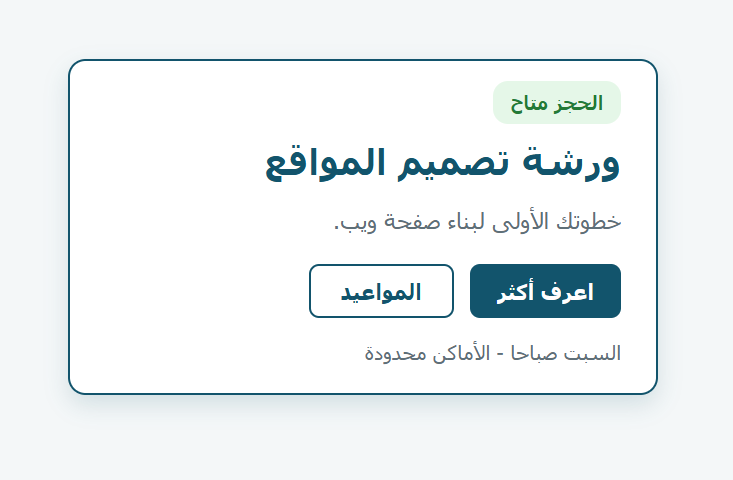 الحجز متاح
ورشة تصميم المواقع
خطوتك الأولى لبناء صفحة ويب.
اعرف أكثر
المواعيد
السبت صباحا - الأماكن محدودة